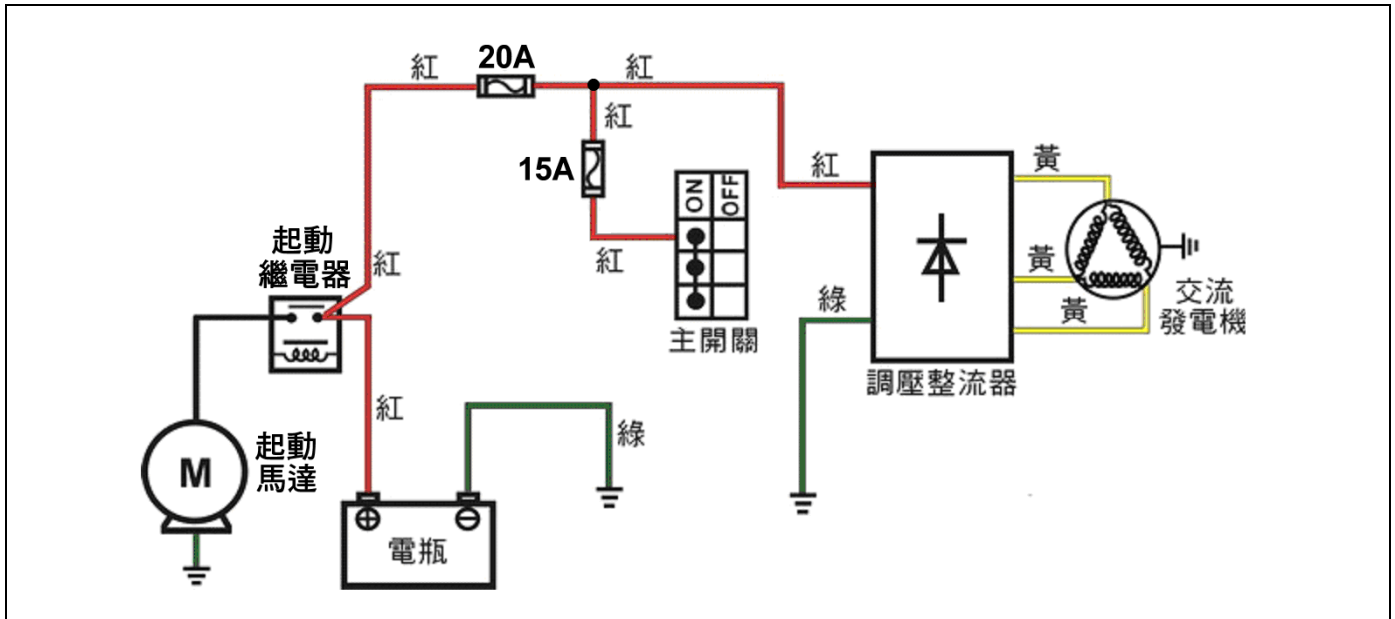 紅
20A
紅
紅
15A
紅
ON
OFF
紅
主開關
黃
黃
黃
交流
發電機
綠
調壓整流器
起動
繼電器
紅
紅
綠
起動
馬達
M
電瓶